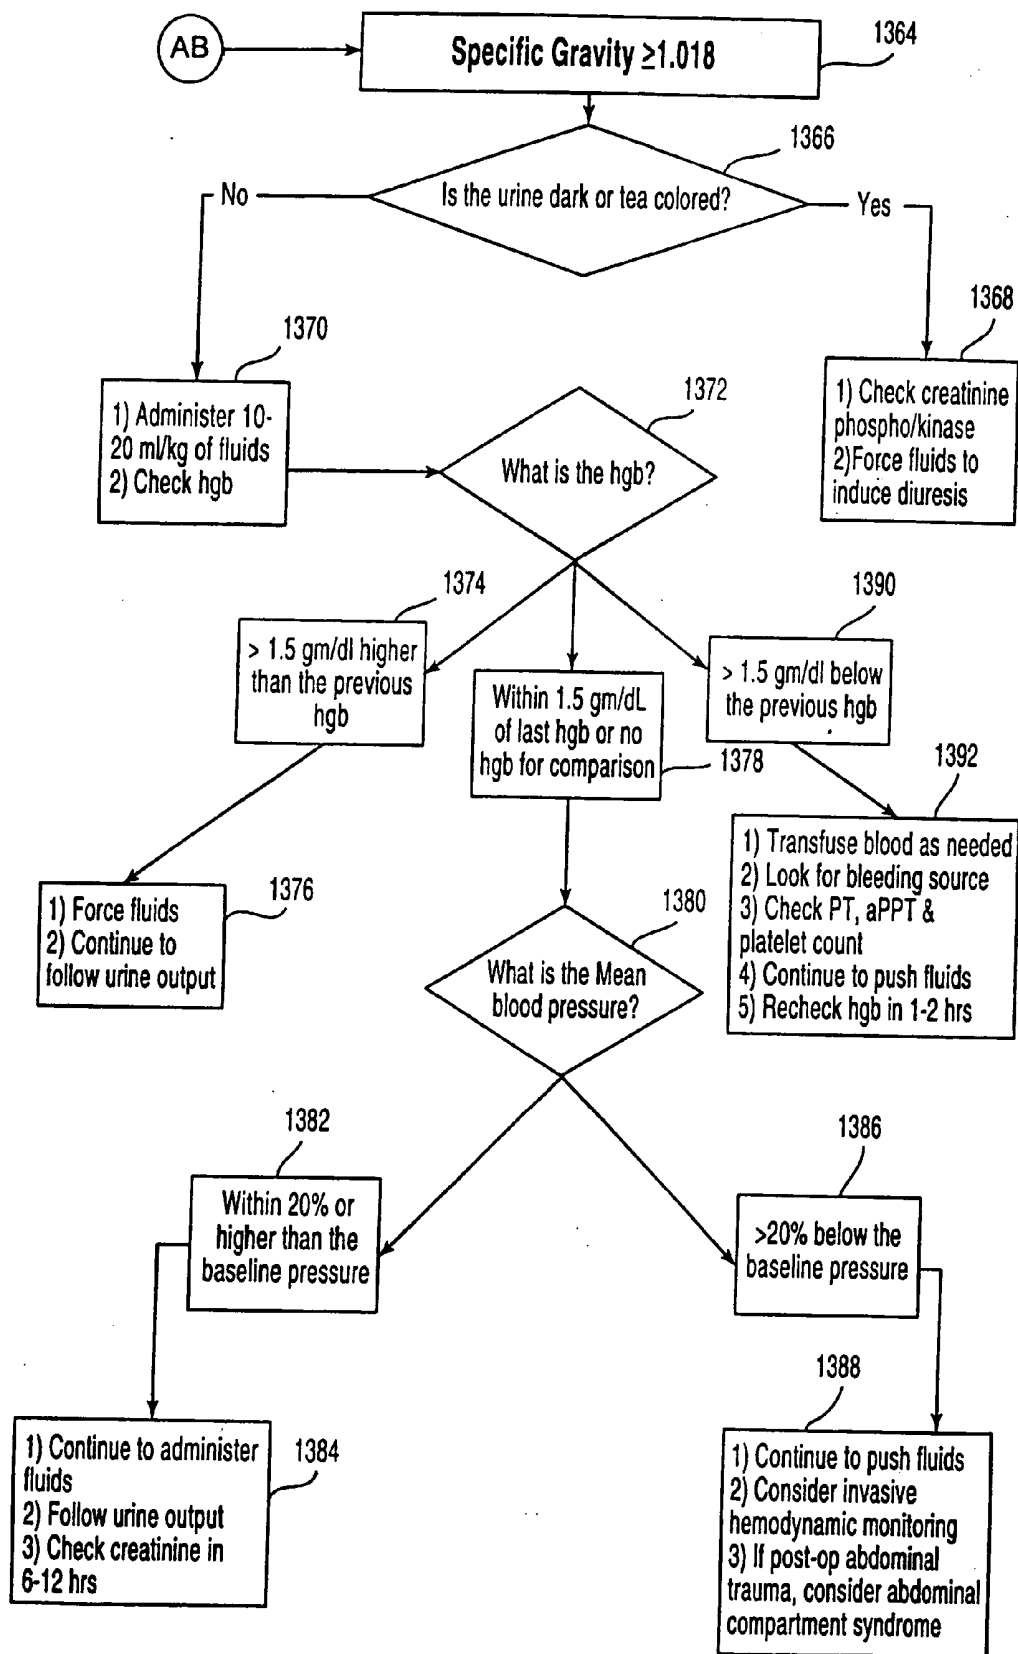 AB
Specific Gravity ≥1.018
1364
1366
Is the urine dark or tea colored?
No
Yes
1368
1370
1) Check creatinine
phospho/kinase
2)Force fluids to
induce diuresis
1) Administer 10-
20 ml/kg of fluids
2) Check hgb
1372
What is the hgb?
1374
1390
> 1.5 gm/dl higher
than the previous
hgb
Within 1.5 gm/dL
of last hgb or no
hgb for comparison
1378
> 1.5 gm/dl below
the previous hgb
1392
1) Force fluids
2) Continue to
follow urine output
1376
1380
What is the Mean
blood pressure?
1) Transfuse blood as needed
2) Look for bleeding source
3) Check PT, aPPT &
platelet count
4) Continue to push fluids
5) Recheck hgb in 1-2 hrs
1382
1386
Within 20% or
higher than the
baseline pressure
>20% below the
baseline pressure
1388
1) Continue to administer
fluids
2) Follow urine output
3) Check creatinine in
6-12 hrs
1384
1) Continue to push fluids
2) Consider invasive
hemodynamic monitoring
3) If post-op abdominal
trauma, consider abdominal
compartment syndrome